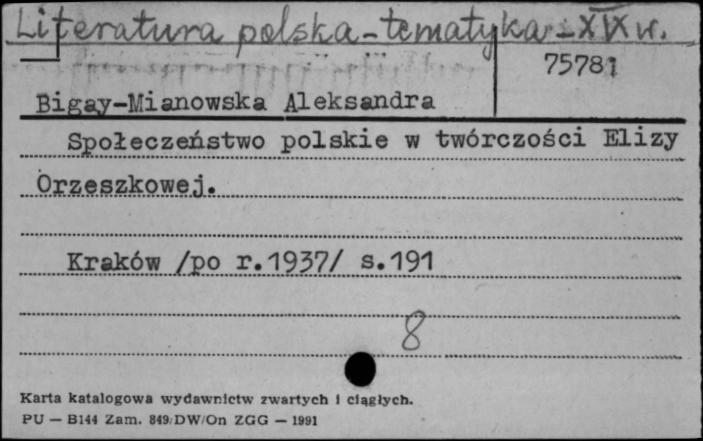 Literatura polska-tematyka-XIX w.
75781
Bigay-Mianowska Aleksandra
Społeczeństwo polskie w twórczości Elizy
Orzeszkowej.
Kraków /po r.1937/ s.191
8
Karta katalogowa wydawnictw zwartych i ciągłych.
PU — B144 Zam. 849/DW/On ZGG — 1991